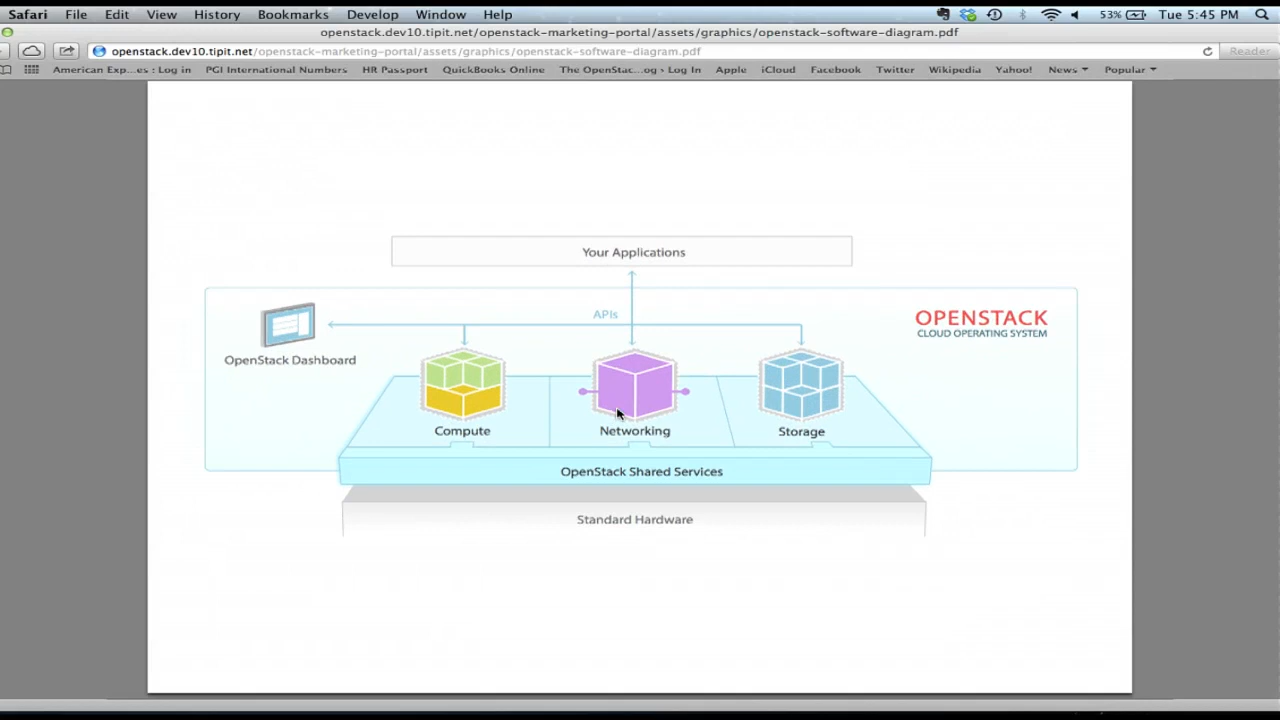 Safari File Edit View History Bookmarks Develop Window Help 53% Tue 5:45 PM
openstack.dev10.tipit.net/openstack-marketing-portal/assets/graphics/openstack-software-diagram.pdf
openstack.dev10.tipit.net/openstack-marketing-portal/assets/graphics/openstack-software-diagram.pdf Reader
American Exp...es : Log in PGI International Numbers HR Passport QuickBooks Online The OpenStac...og › Log In Apple iCloud Facebook Twitter Wikipedia Yahoo! News Popular
Your Applications
APIs
OPENSTACK
CLOUD OPERATING SYSTEM
OpenStack Dashboard
Compute Networking Storage
OpenStack Shared Services
Standard Hardware